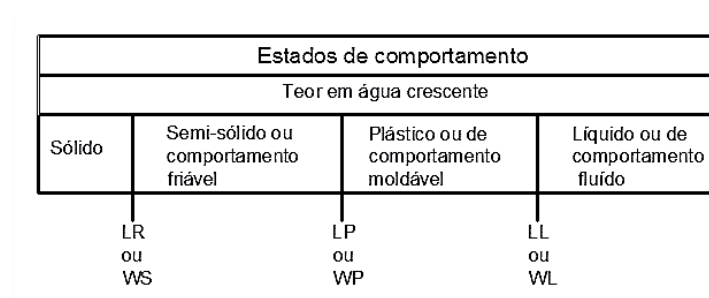 Estados de comportamento
Teor em água crescente
Sólido
Semi-sólido ou
comportamento
friável
Plástico ou de
comportamento
moldável
Líquido ou de
comportamento
fluído
LR
ou
WS
LP
ou
WP
LL
ou
WL